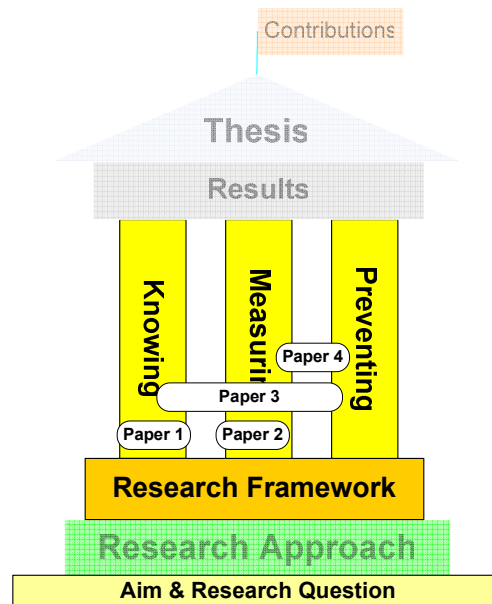 Contributions
Thesis
Results
Knowing
Measurin
Preventing
Paper 4
Paper 3
Paper 1
Paper 2
Research Framework
Research Approach
Aim & Research Question